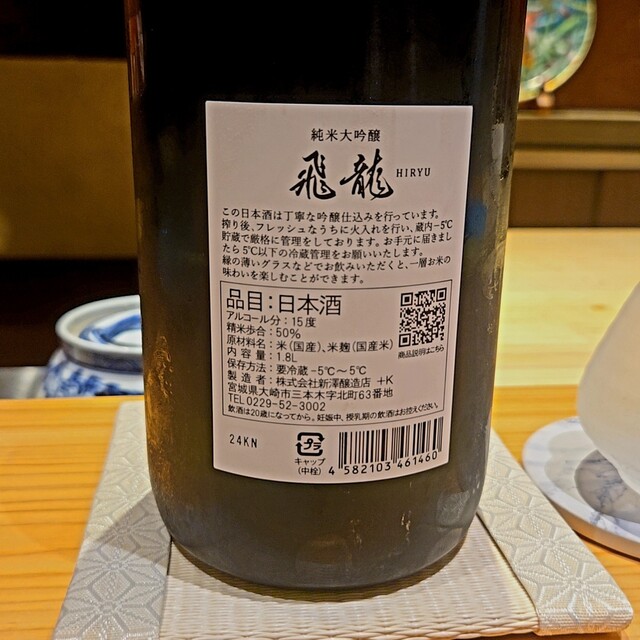 純米大吟醸
飛龍 HIRYU
この日本酒は丁寧な吟醸仕込みを行っています。
搾り後、フレッシュなうちに火入れを行い、蔵内−5℃
貯蔵で厳格に管理をしております。お手元に届きまし
たら5℃以下の冷蔵管理をお願いいたします。
縁の薄いグラスなどでお飲みいただくと、一層お米の
味わいを楽しむことができます。
品目：日本酒
アルコール分：15度
精米歩合：50%
原材料名：米（国産）、米麹（国産米）
内容量：1.8L
保存方法：要冷蔵−5℃〜5℃
製造者：株式会社新澤醸造店 +K
宮城県大崎市三本木字北町63番地
TEL 0229-52-3002
飲酒は20歳になってから。妊娠中、授乳期の飲酒はお控えください。
商品説明はこちら
24KN
プラ
キャップ
（中栓）
4 582103 461460